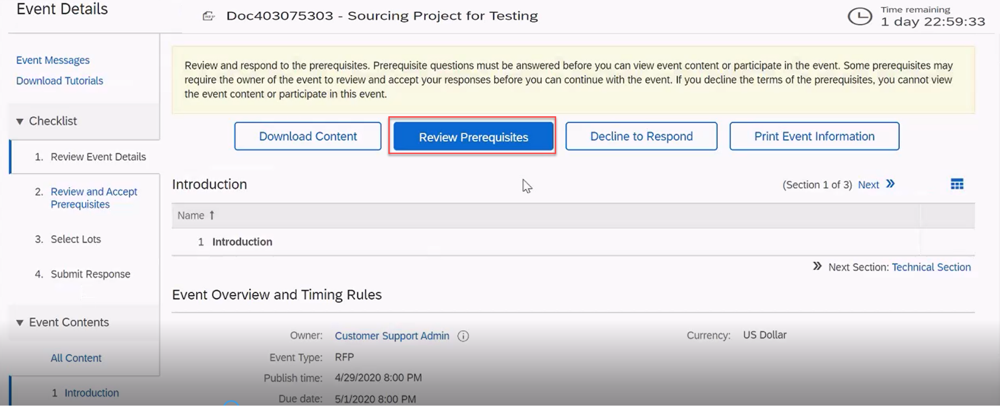 Event Details
RFP
Doc403075303 - Sourcing Project for Testing
Time remaining
1 day 22:59:33
Event Messages
Download Tutorials
▼ Checklist
1. Review Event Details
2. Review and Accept
Prerequisites
3. Select Lots
4. Submit Response
▼ Event Contents
All Content
1 Introduction
Review and respond to the prerequisites. Prerequisite questions must be answered before you can view event content or participate in the event. Some prerequisites may
require the owner of the event to review and accept your responses before you can continue with the event. If you decline the terms of the prerequisites, you cannot view
the event content or participate in this event.
Download Content
Review Prerequisites
Decline to Respond
Print Event Information
Introduction
(Section 1 of 3) Next »
Name ↑
1 Introduction
» Next Section: Technical Section
Event Overview and Timing Rules
Owner: Customer Support Admin
Currency: US Dollar
Event Type: RFP
Publish time: 4/29/2020 8:00 PM
Due date: 5/1/2020 8:00 PM